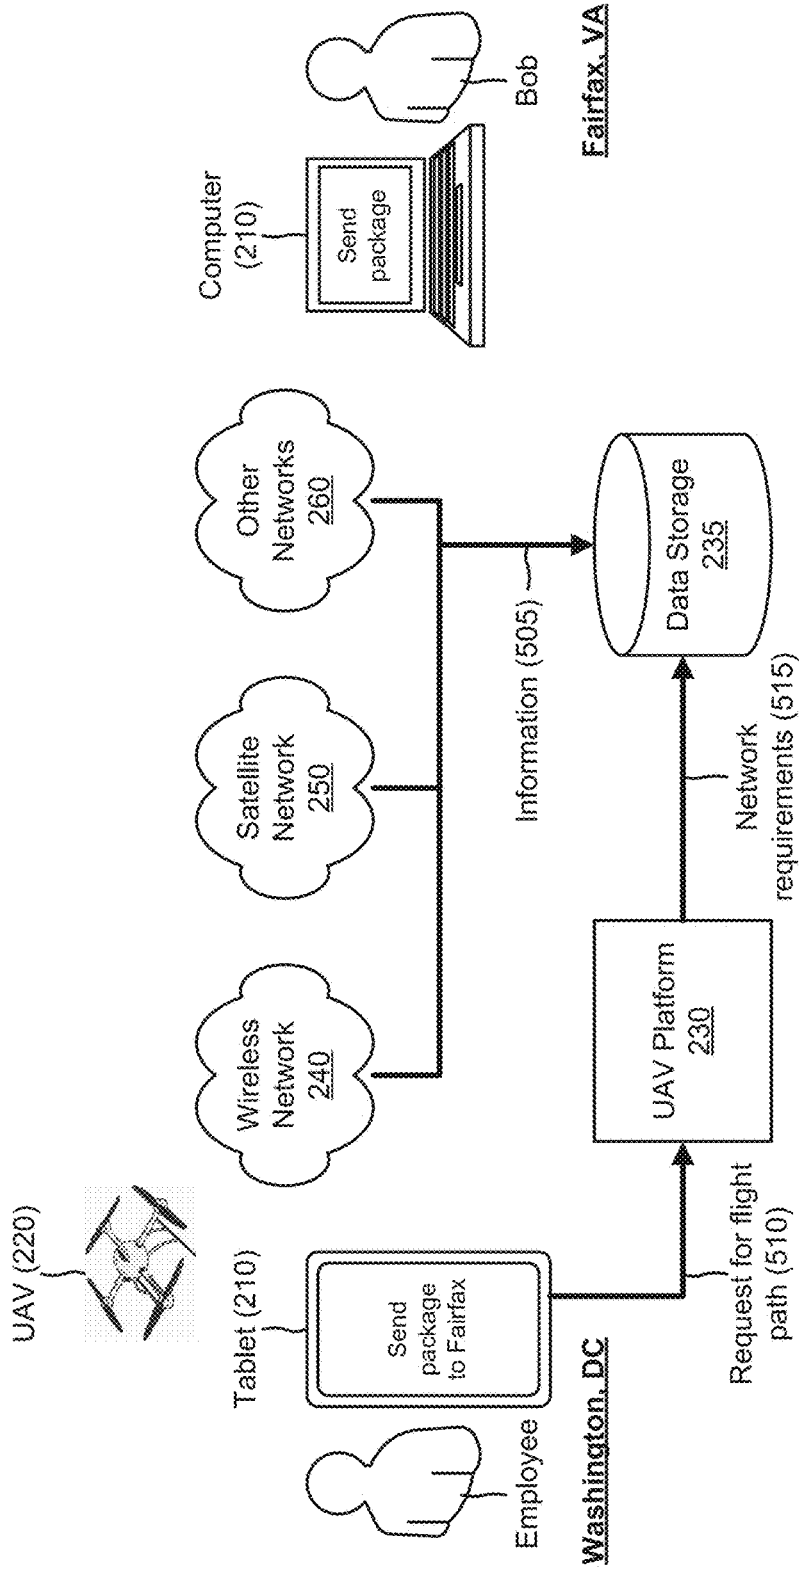 UAV (220)
Tablet (210)
Send
package
to Fairfax
Employee
Washington, DC
Request for flight
path (510)
Wireless
Network
240
Satellite
Network
250
Other
Networks
260
Information (505)
UAV Platform
230
Network
requirements (515)
Data Storage
235
Computer
(210)
Send
package
Bob
Fairfax, VA